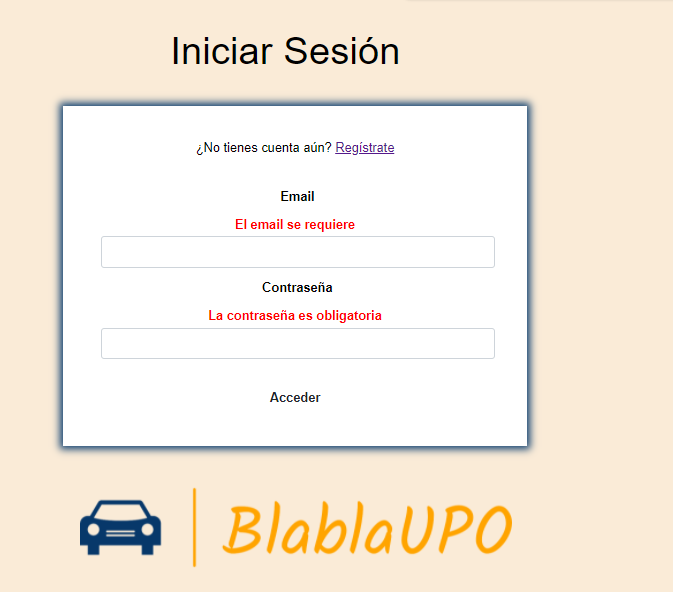 Iniciar Sesión
¿No tienes cuenta aún? Regístrate
Email
El email se requiere
Contraseña
La contraseña es obligatoria
Acceder
BlablaUPO